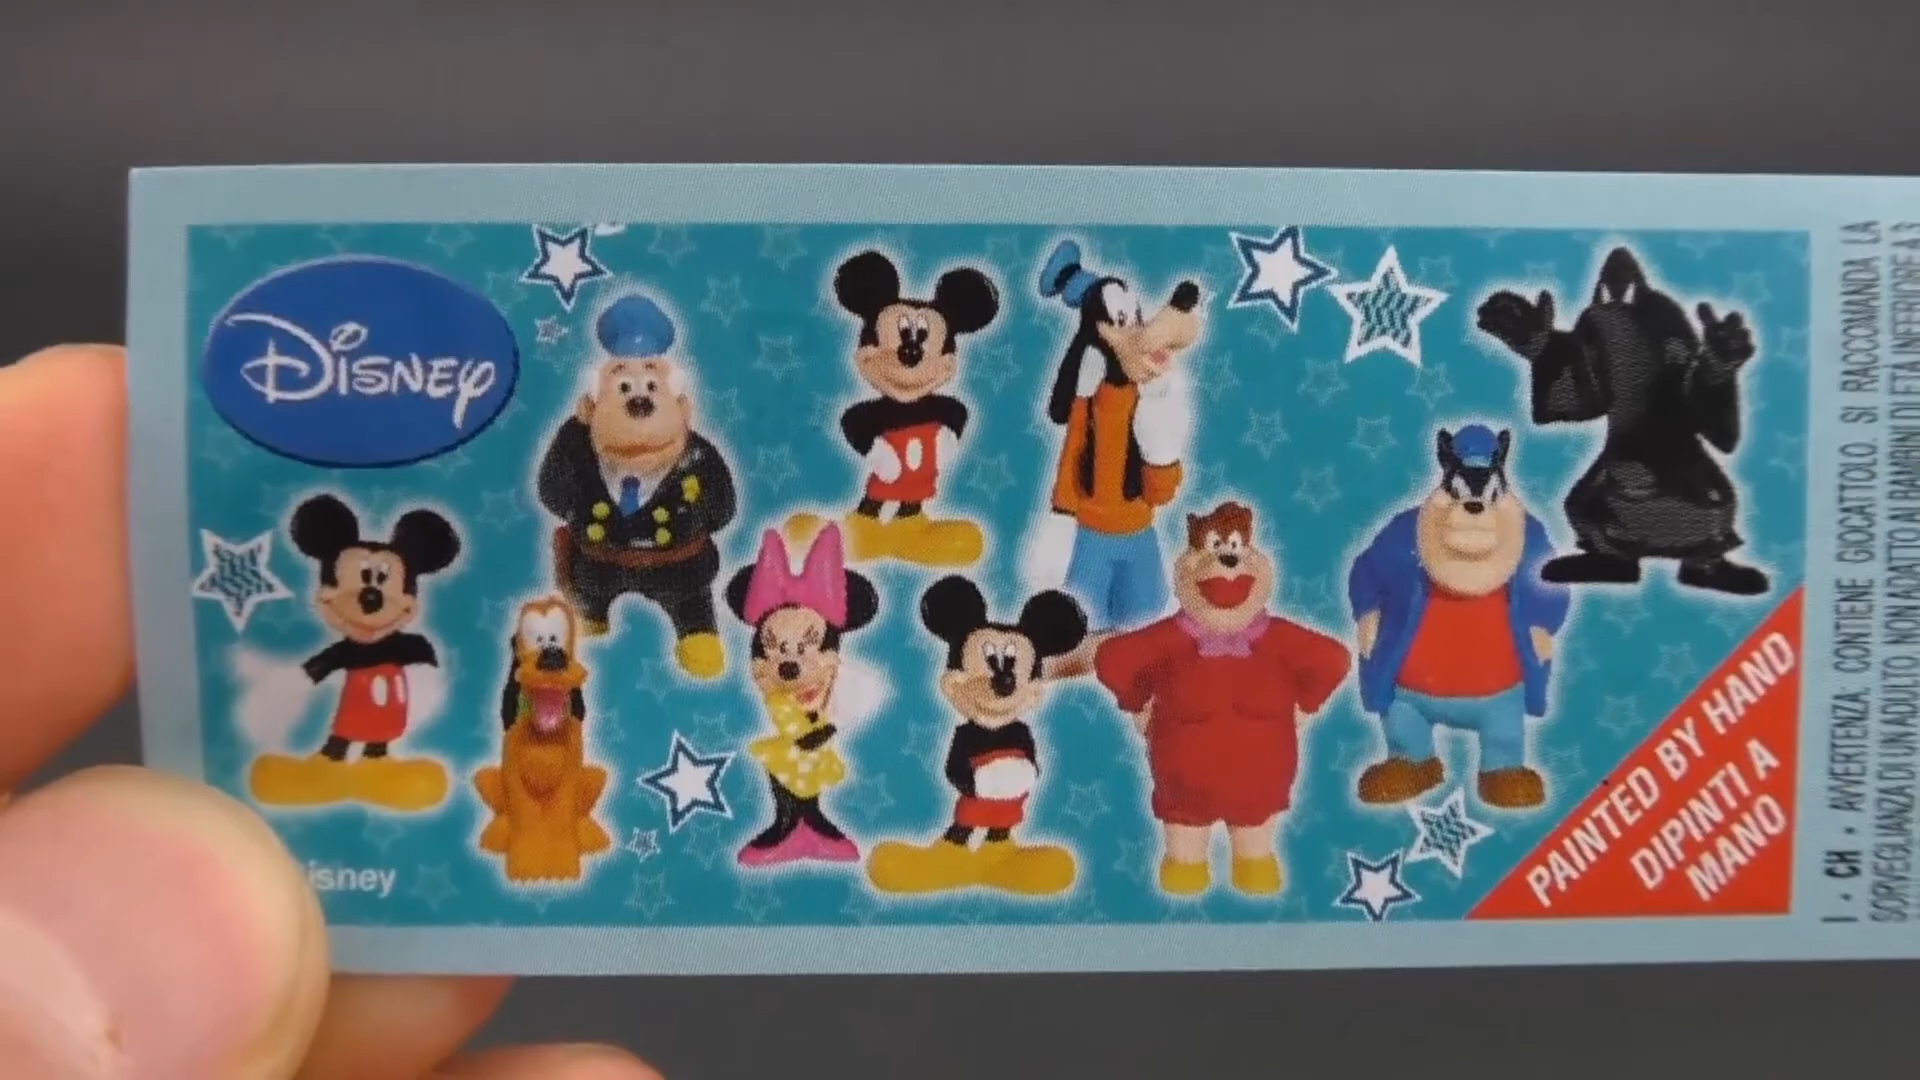 Disney
isney
PAINTED BY HAND
DIPINTI A
MANO
I • CH • AVVERTENZA: CONTIENE GIOCATTOLO. SI RACCOMANDA LA
SORVEGLIANZA DI UN ADULTO. NON ADATTO AI BAMBINI DI ETÀ INFERIORE A 3